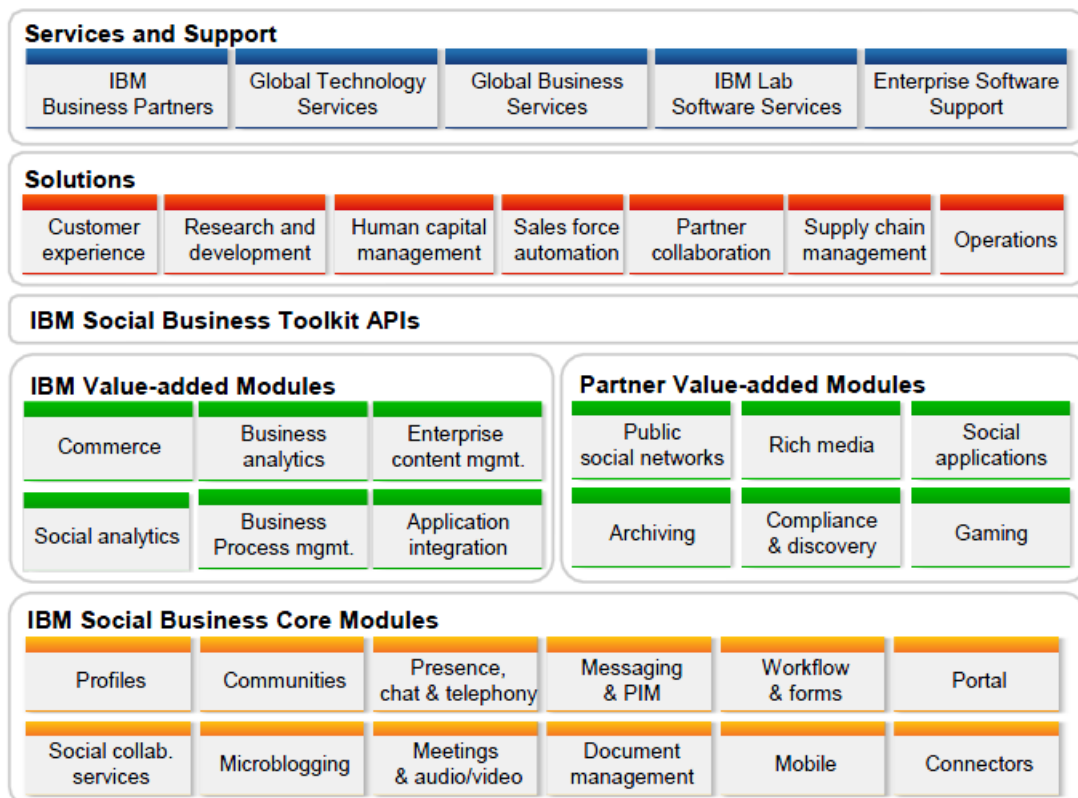 Services and Support
IBM
Business Partners
Global Technology
Services
Global Business
Services
IBM Lab
Software Services
Enterprise Software
Support
Solutions
Customer
experience
Research and
development
Human capital
management
Sales force
automation
Partner
collaboration
Supply chain
management
Operations
IBM Social Business Toolkit APIs
IBM Value-added Modules
Commerce
Business
analytics
Enterprise
content mgmt.
Social analytics
Business
Process mgmt.
Application
integration
Partner Value-added Modules
Public
social networks
Rich media
Social
applications
Archiving
Compliance
& discovery
Gaming
IBM Social Business Core Modules
Profiles
Communities
Presence,
chat & telephony
Messaging
& PIM
Workflow
& forms
Portal
Social collab.
services
Microblogging
Meetings
& audio/video
Document
management
Mobile
Connectors